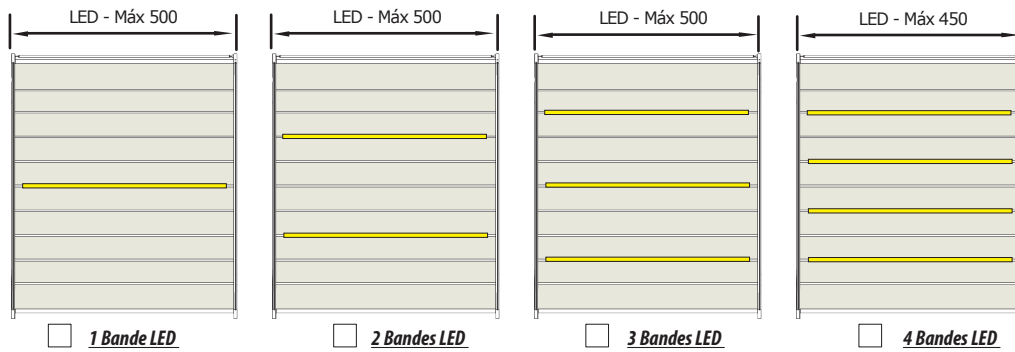 LED - Máx 500
LED - Máx 500
LED - Máx 500
LED - Máx 450
1 Bande LED
2 Bandes LED
3 Bandes LED
4 Bandes LED